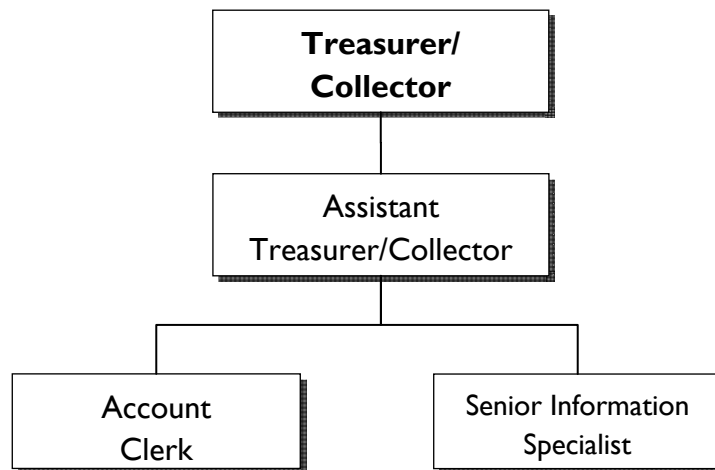 Treasurer/
Collector
Assistant
Treasurer/Collector
Account
Clerk
Senior Information
Specialist